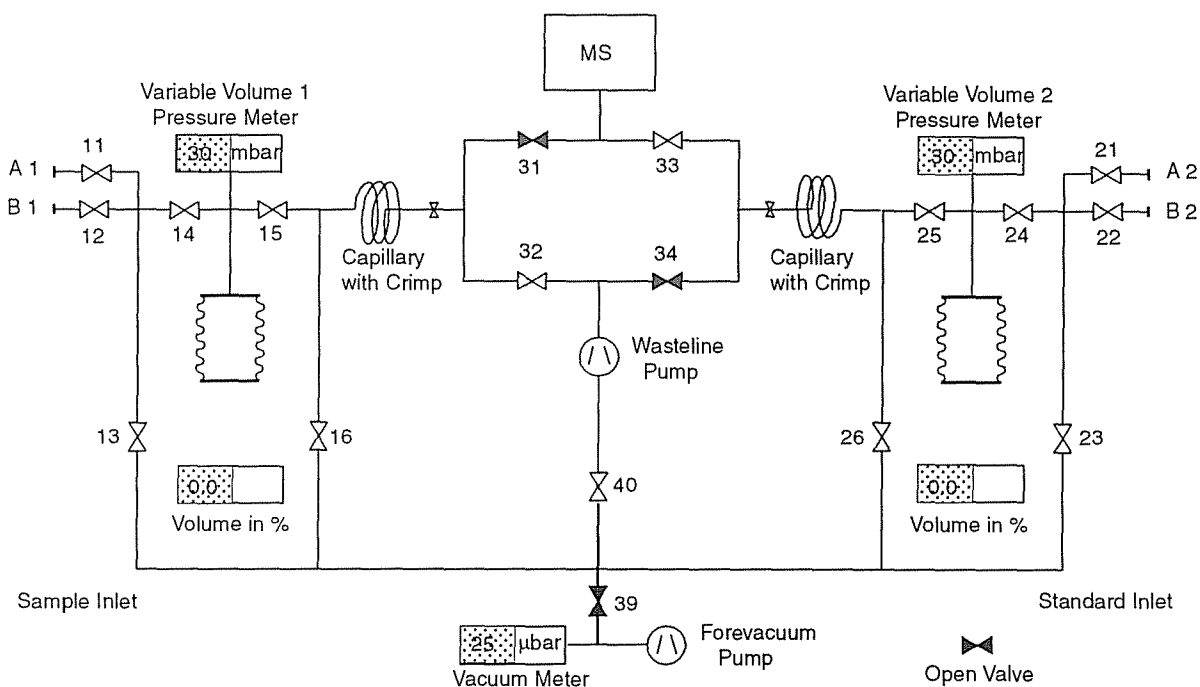 MS
Variable Volume 1
Pressure Meter
30 mbar
Variable Volume 2
Pressure Meter
30 mbar
11
A 1
B 1
12
14
15
31
33
21
A 2
B 2
25
24
22
Capillary
with Crimp
32
34
Capillary
with Crimp
Wasteline
Pump
13
16
26
23
0,0
Volume in %
40
0,0
Volume in %
Sample Inlet
39
Standard Inlet
25 µbar
Vacuum Meter
Forevacuum
Pump
Open Valve